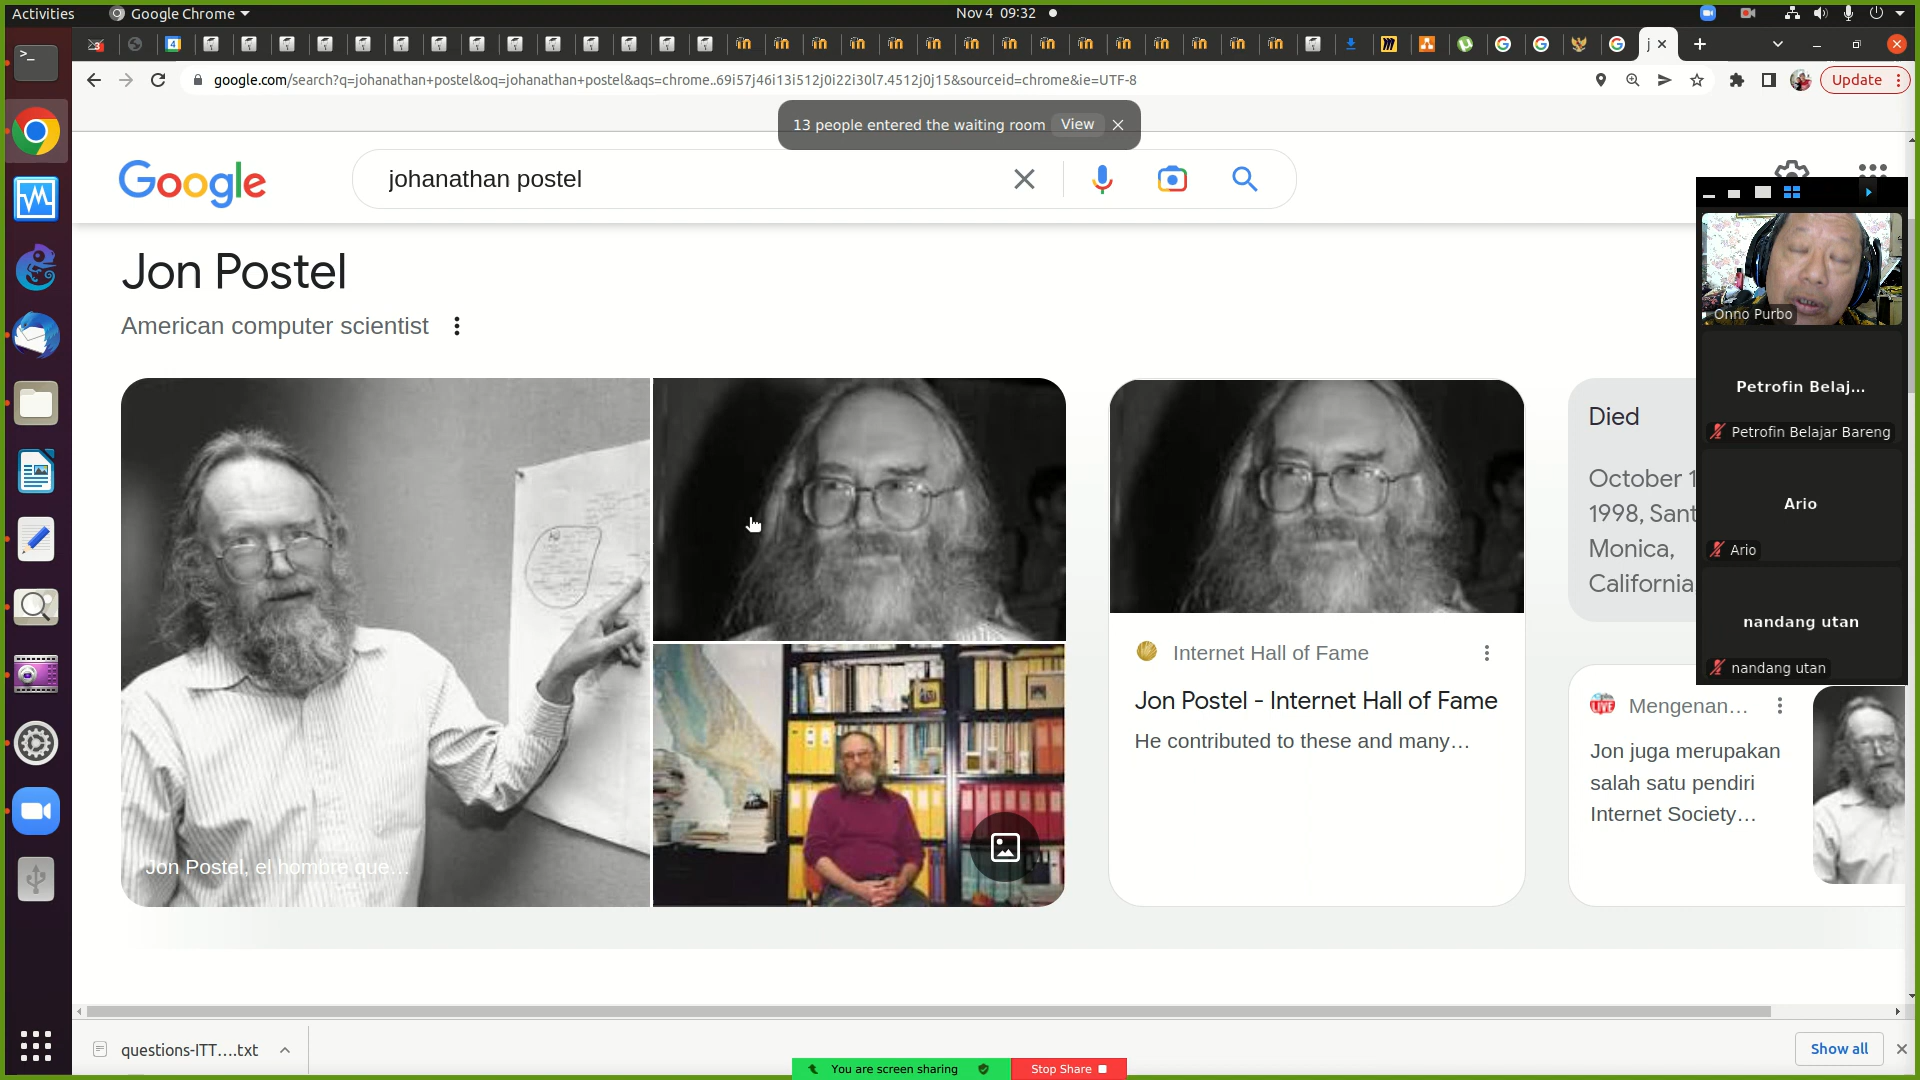 Activities
Google Chrome
Nov 4 09:32
j
Update
google.com/search?q=johanathan+postel&oq=johanathan+postel&aqs=chrome..69i57j46i13i512j0i22i30l7.4512j0j15&sourceid=chrome&ie=UTF-8
13 people entered the waiting room View
Google
johanathan postel
Jon Postel
American computer scientist
Jon Postel, el hombre que...
Internet Hall of Fame
Jon Postel - Internet Hall of Fame
He contributed to these and many...
Died
October 1
1998, Sant
Monica,
California
Mengenan...
Jon juga merupakan
salah satu pendiri
Internet Society...
Onno Purbo
Petrofin Belaj...
Petrofin Belajar Bareng
Ario
Ario
nandang utan
nandang utan
questions-ITT....txt
Show all
You are screen sharing
Stop Share